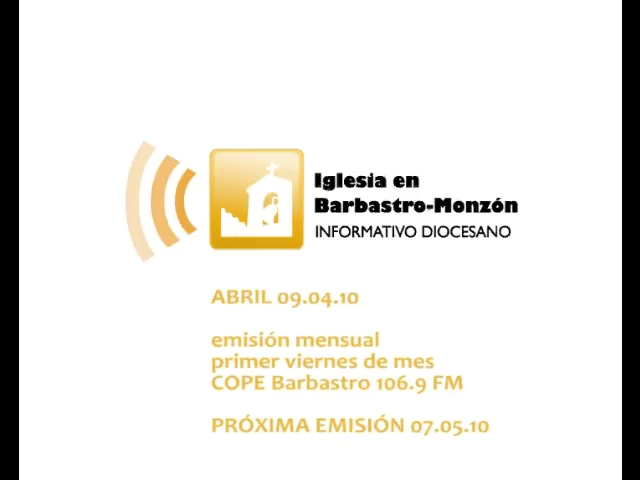 Iglesia en
Barbastro-Monzón
INFORMATIVO DIOCESANO
ABRIL 09.04.10
emisión mensual
primer viernes de mes
COPE Barbastro 106.9 FM
PRÓXIMA EMISIÓN 07.05.10